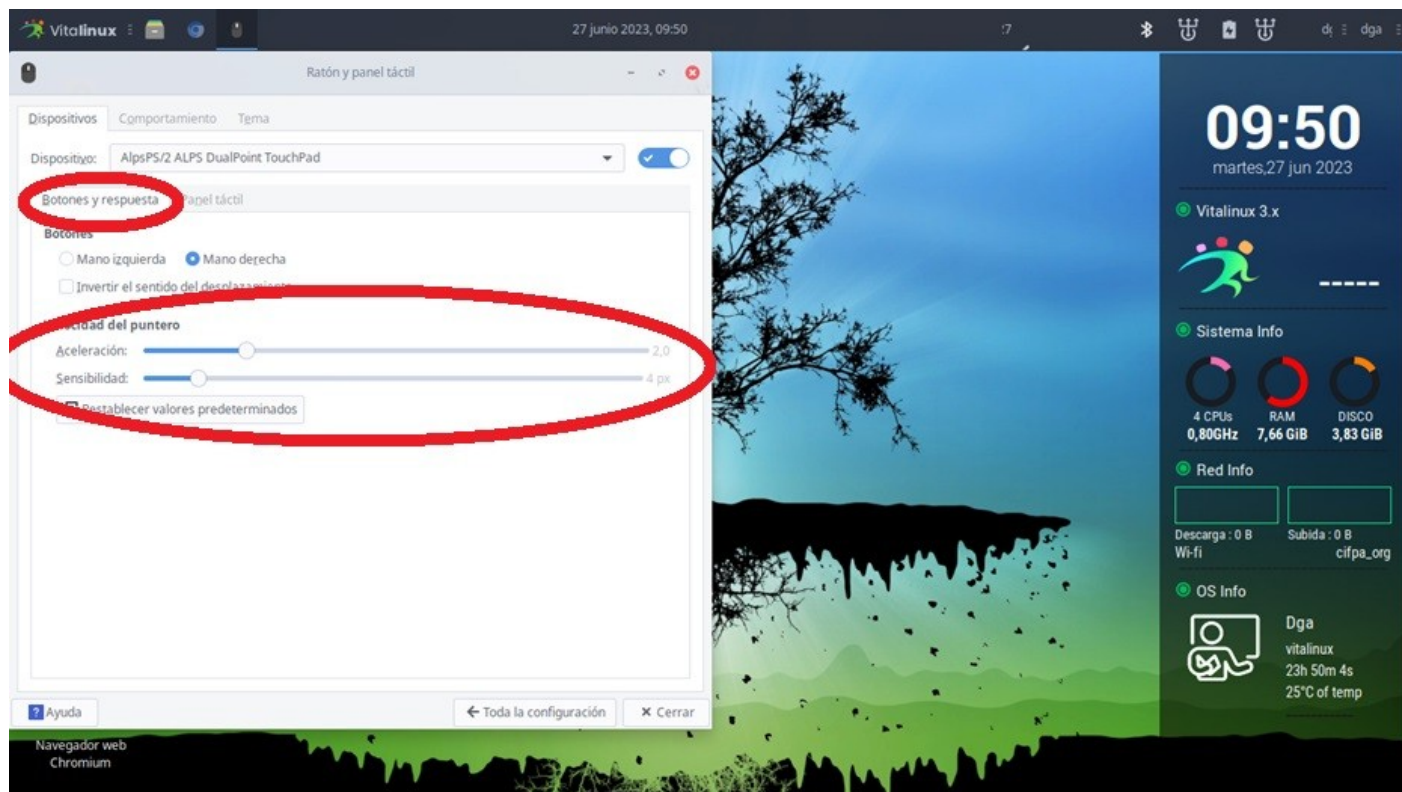 Vitalinux
27 junio 2023, 09:50
dga
Ratón y panel táctil
Dispositivos Comportamiento Tema
Dispositivo: AlpsPS/2 ALPS DualPoint TouchPad
Botones y respuesta Panel táctil
Botones
Mano izquierda Mano derecha
Invertir el sentido del desplazamiento
del puntero
Aceleración: 2,0
Sensibilidad: 4 px
Restablecer valores predeterminados
? Ayuda
Toda la configuración
Cerrar
Navegador web
Chromium
09:50
martes,27 jun 2023
Vitalinux 3.x
-----
Sistema Info
4 CPUs RAM DISCO
0,80GHz 7,66 GiB 3,83 GiB
Red Info
Descarga : 0 B Subida : 0 B
Wi-fi cifpa_org
OS Info
Dga
vitalinux
23h 50m 4s
25°C of temp